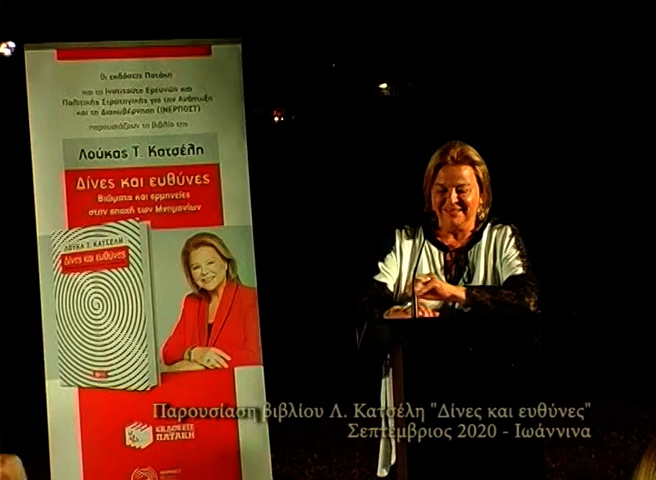 Οι εκδόσεις Πατάκη
και το Ινστιτούτο Ερευνών και
Πολιτικής Στρατηγικής για την Ανάπτυξη
και τη Διακυβέρνηση (ΙΝΕΡΠΟΣΤ)
παρουσιάζουν το βιβλίο της
Λούκας Τ. Κατσέλη
Δίνες και ευθύνες
Βιώματα και ερμηνείες
στην εποχή των Μνημονίων
ΛΟΥΚΑ Τ. ΚΑΤΣΕΛΗ
Δίνες και ευθύνες
ΕΚΔΟΣΕΙΣ
ΠΑΤΑΚΗ
Παρουσίαση βιβλίου Λ. Κατσέλη "Δίνες και ευθύνες"
Σεπτέμβριος 2020 - Ιωάννινα